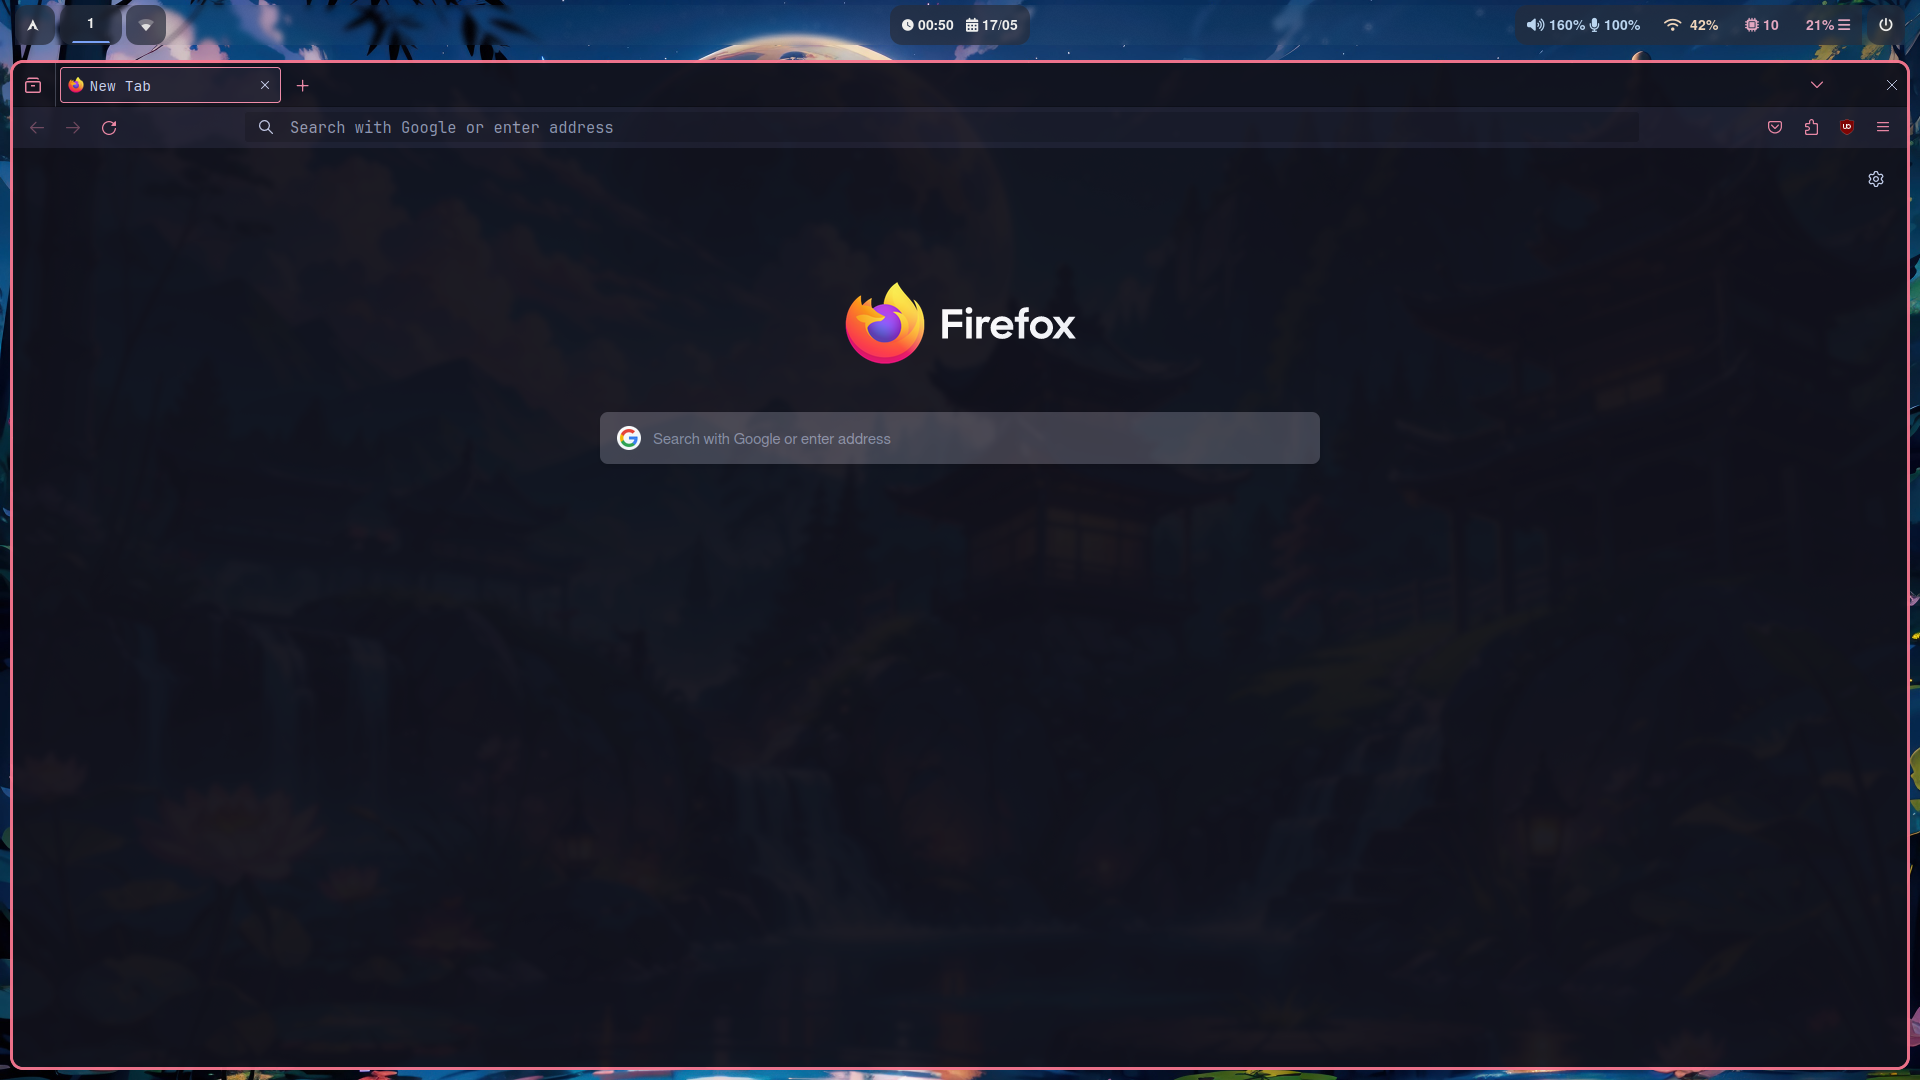 1
00:50 17/05
160% 100% 42% 10 21%
New Tab
Search with Google or enter address
Firefox
Search with Google or enter address